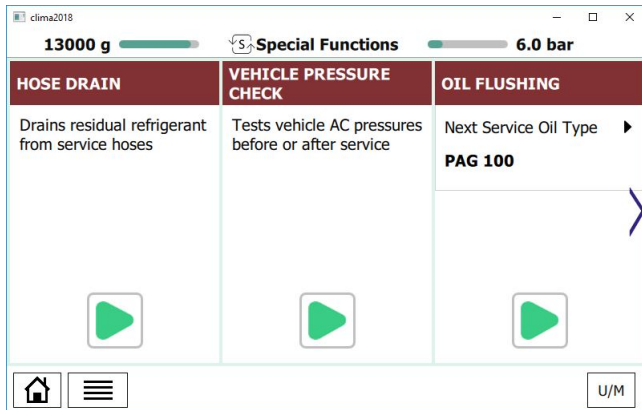 clima2018
13000 g
S Special Functions
6.0 bar
HOSE DRAIN
Drains residual refrigerant
from service hoses
VEHICLE PRESSURE
CHECK
Tests vehicle AC pressures
before or after service
OIL FLUSHING
Next Service Oil Type
PAG 100
U/M